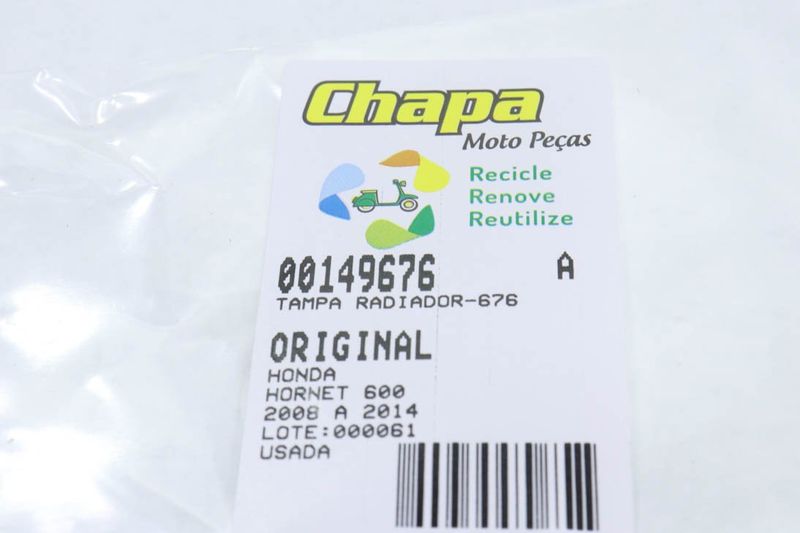 Chapa
Moto Peças
Recicle
Renove
Reutilize
00149676 A
TAMPA RADIADOR-676
ORIGINAL
HONDA
HORNET 600
2008 A 2014
LOTE:000061
USADA